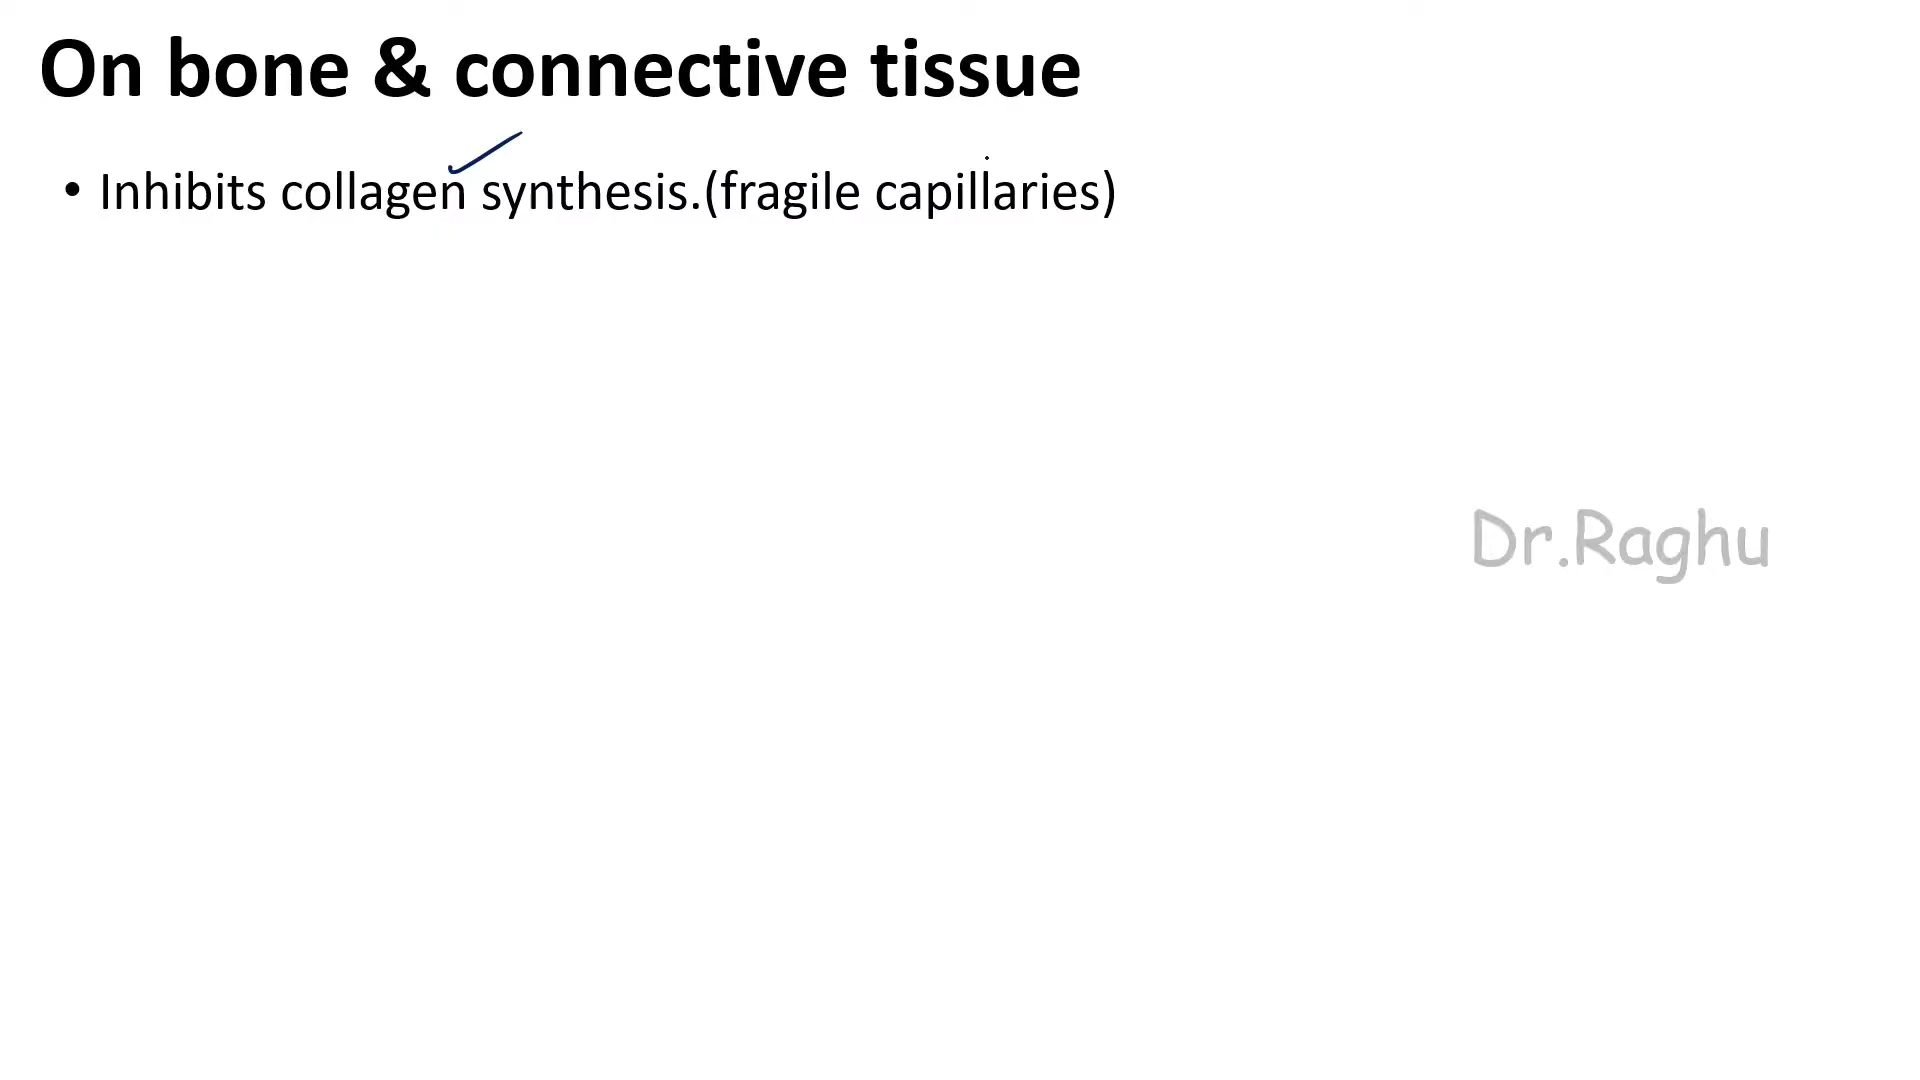 On bone & connective tissue
• Inhibits collagen synthesis.(fragile capillaries)
Dr.Raghu